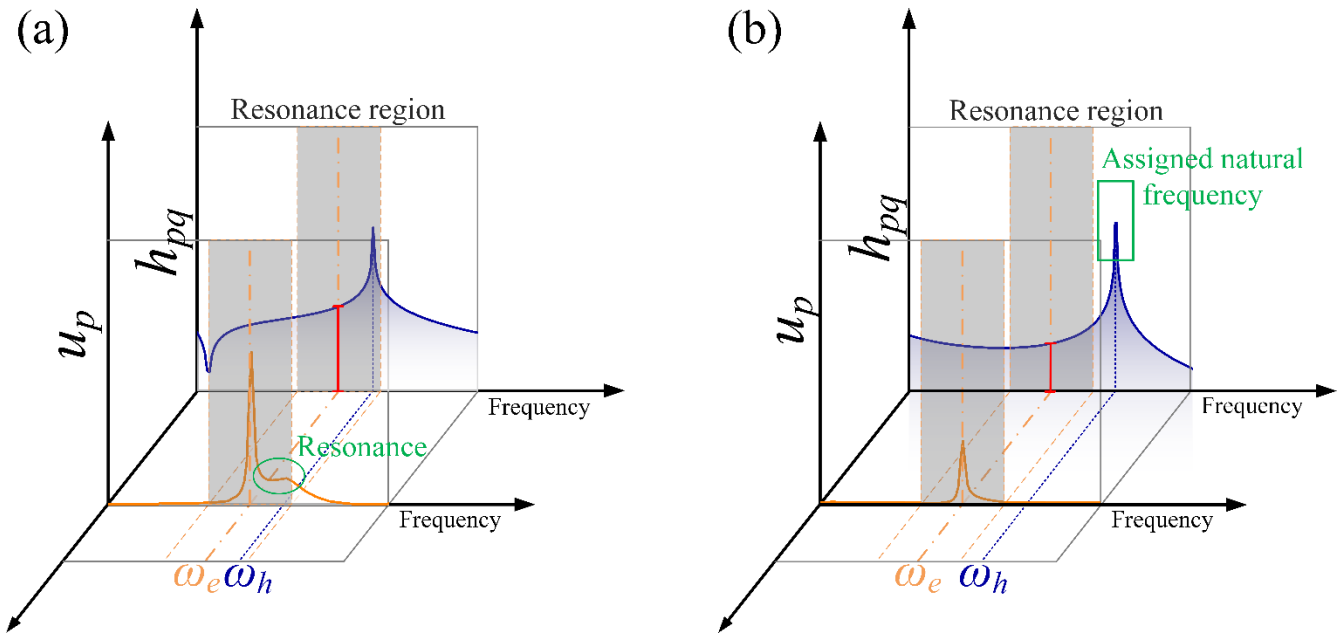 (a)
Resonance region
h_pq
u_p
Frequency
Resonance
Frequency
ω_e
ω_h
(b)
Resonance region
Assigned natural
frequency
h_pq
u_p
Frequency
Frequency
ω_e
ω_h